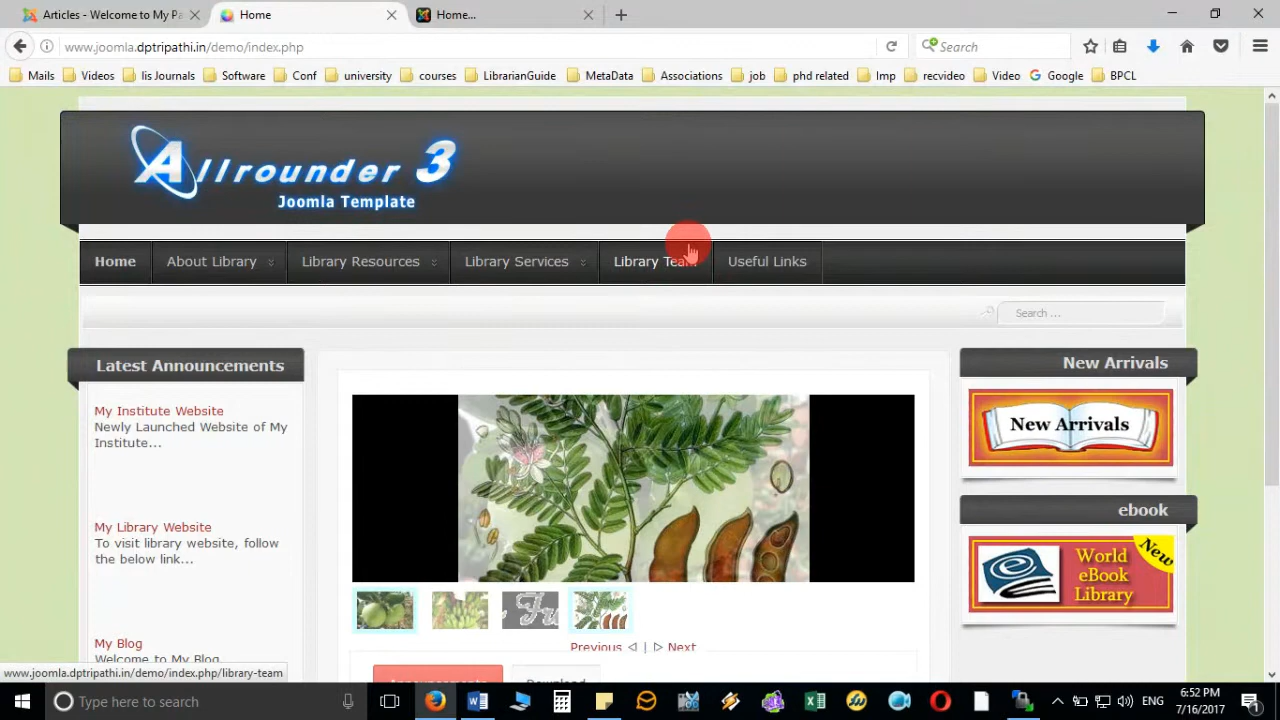 Articles - Welcome to My Pa
Home
Home...
www.joomla.dptripathi.in/demo/index.php
Search
Mails
Videos
lis Journals
Software
Conf
university
courses
LibrarianGuide
MetaData
Associations
job
phd related
Imp
recvideo
Video
Google
BPCL
Allrounder 3
Joomla Template
Home
About Library
Library Resources
Library Services
Library Team
Useful Links
Search ...
Latest Announcements
My Institute Website
Newly Launched Website of My
Institute...
My Library Website
To visit library website, follow
the below link...
My Blog
Welcome to My Blog
Previous
|
Next
Announcements
Download
New Arrivals
New Arrivals
ebook
New
World
eBook
Library
www.joomla.dptripathi.in/demo/index.php/library-team
Type here to search
ENG
6:52 PM
7/16/2017
1